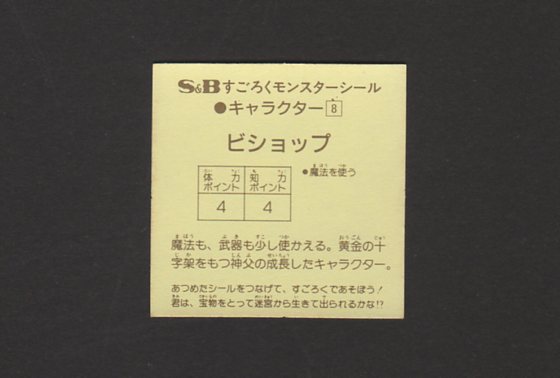 S&Bすごろくモンスターシール
●キャラクター8
ビショップ
体力ポイント 知力ポイント
4 4
●魔法を使う
魔法も、武器も少し使かえる。黄金の十
字架をもつ神父の成長したキャラクター。
あつめたシールをつなげて、すごろくであそぼう!
君は、宝物をとって迷宮から生きて出られるかな!?